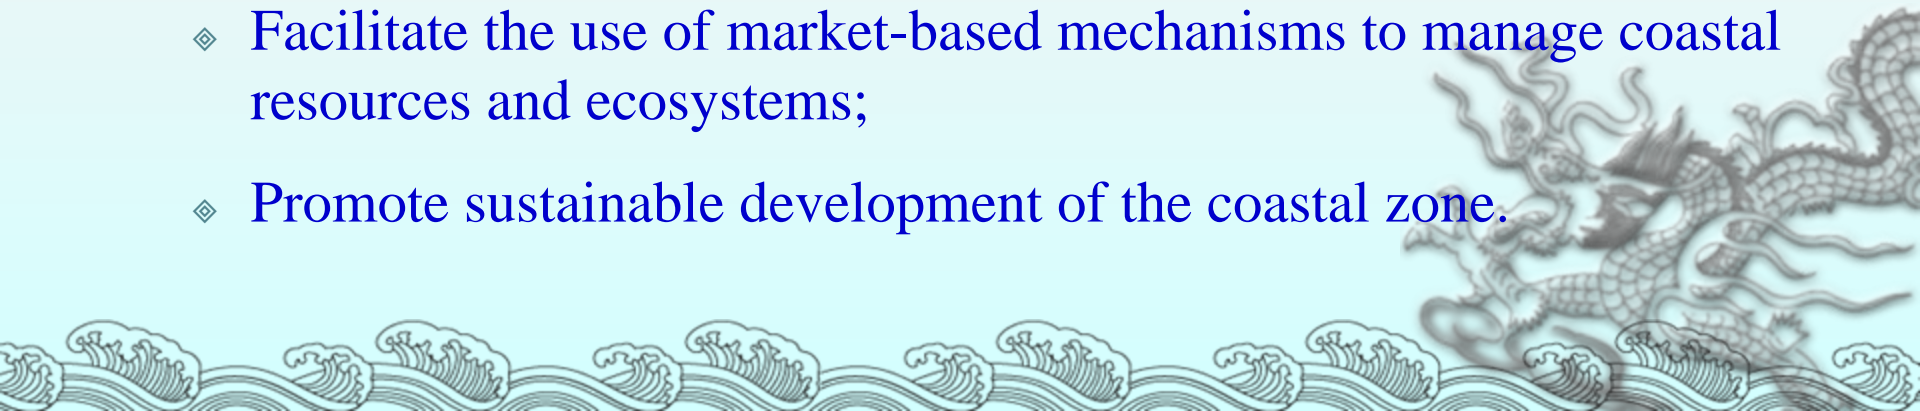 Facilitate the use of market-based mechanisms to manage coastal
resources and ecosystems;
Promote sustainable development of the coastal zone.